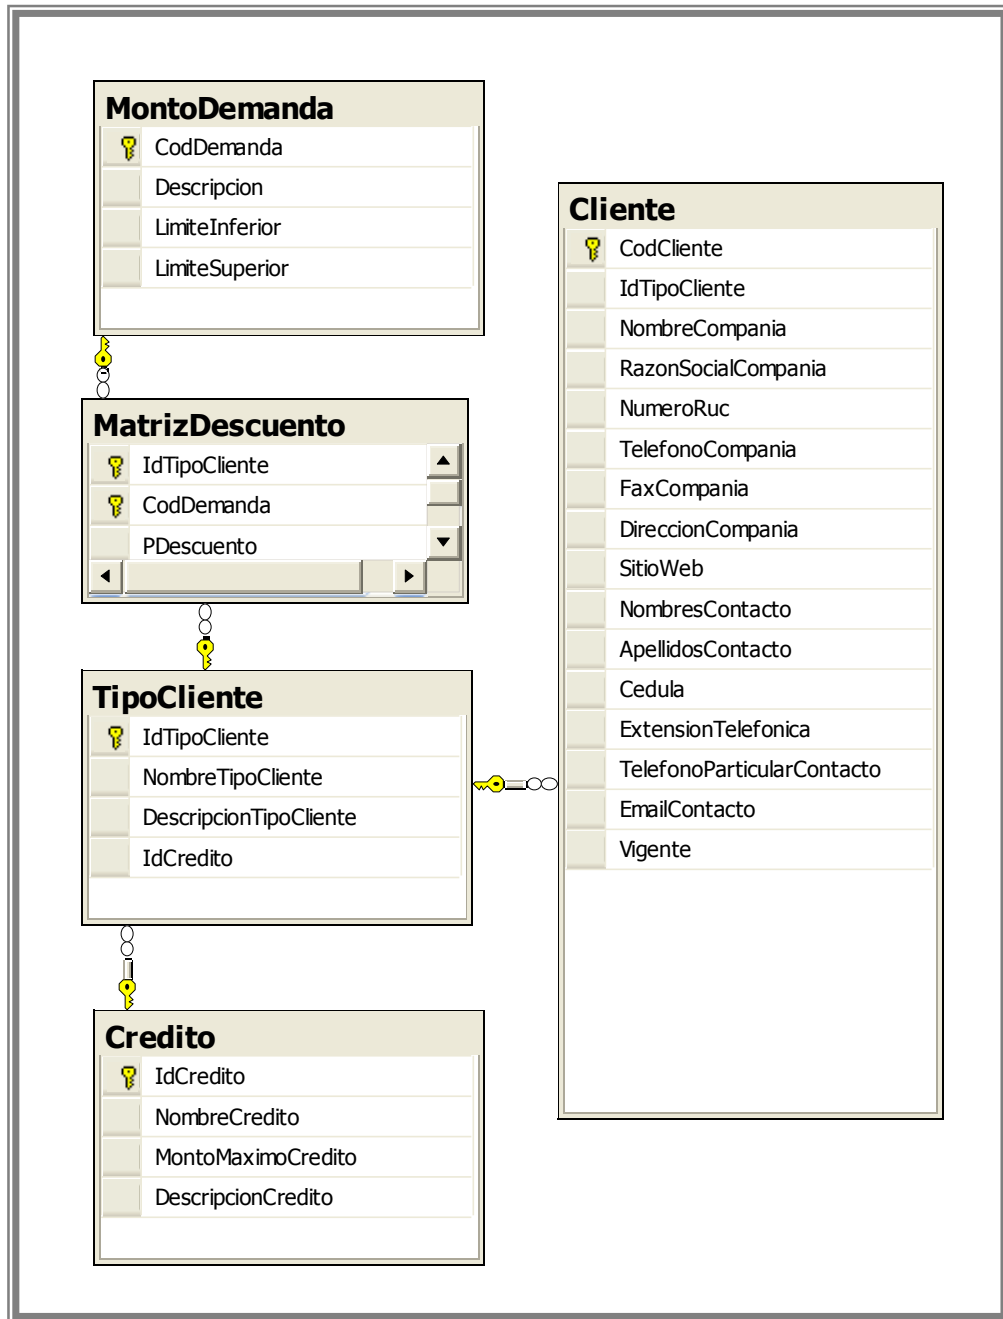 MontoDemanda
CodDemanda
Descripcion
LimiteInferior
LimiteSuperior
MatrizDescuento
IdTipoCliente
CodDemanda
PDescuento
TipoCliente
IdTipoCliente
NombreTipoCliente
DescripcionTipoCliente
IdCredito
Credito
IdCredito
NombreCredito
MontoMaximoCredito
DescripcionCredito
Cliente
CodCliente
IdTipoCliente
NombreCompania
RazonSocialCompania
NumeroRuc
TelefonoCompania
FaxCompania
DireccionCompania
SitioWeb
NombresContacto
ApellidosContacto
Cedula
ExtensionTelefonica
TelefonoParticularContacto
EmailContacto
Vigente